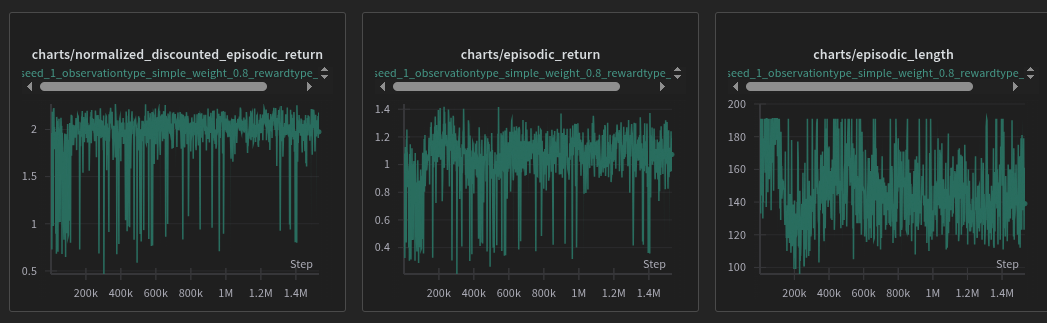 charts/normalized_discounted_episodic_return
seed_1_observationtype_simple_weight_0.8_rewardtype_
2
1.5
1
0.5
Step
200k 400k 600k 800k 1M 1.2M 1.4M
charts/episodic_return
seed_1_observationtype_simple_weight_0.8_rewardtype_
1.4
1.2
1
0.8
0.6
0.4
Step
200k 400k 600k 800k 1M 1.2M 1.4M
charts/episodic_length
seed_1_observationtype_simple_weight_0.8_rewardtype_
200
180
160
140
120
100
Step
200k 400k 600k 800k 1M 1.2M 1.4M